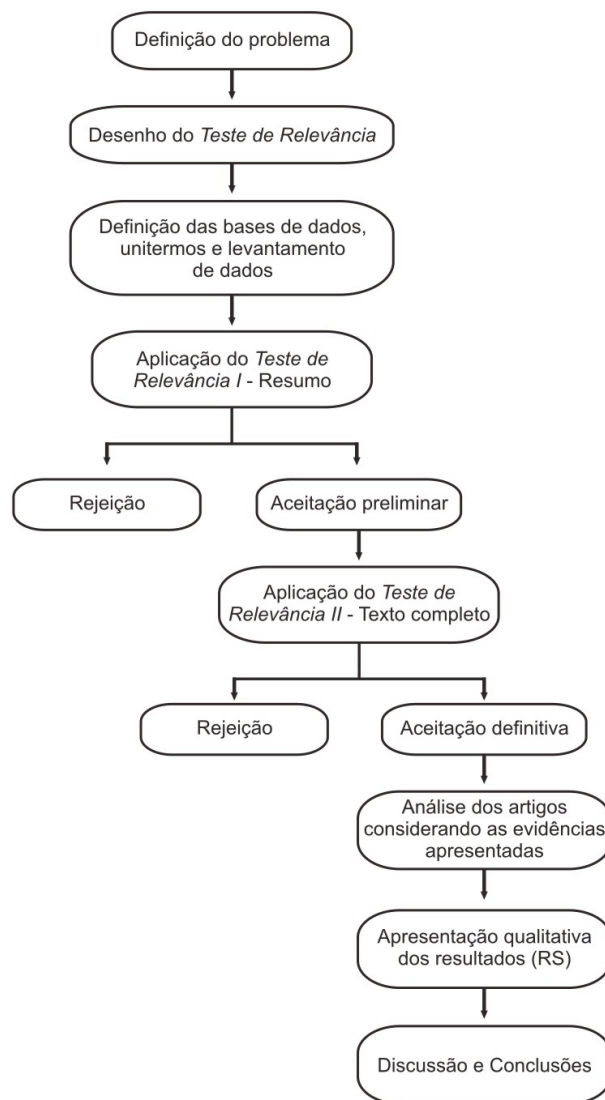 Definição do problema
Desenho do Teste de Relevância
Definição das bases de dados,
unitermos e levantamento
de dados
Aplicação do Teste de
Relevância I - Resumo
Rejeição
Aceitação preliminar
Aplicação do Teste de
Relevância II - Texto completo
Rejeição
Aceitação definitiva
Análise dos artigos
considerando as evidências
apresentadas
Apresentação qualitativa
dos resultados (RS)
Discussão e Conclusões